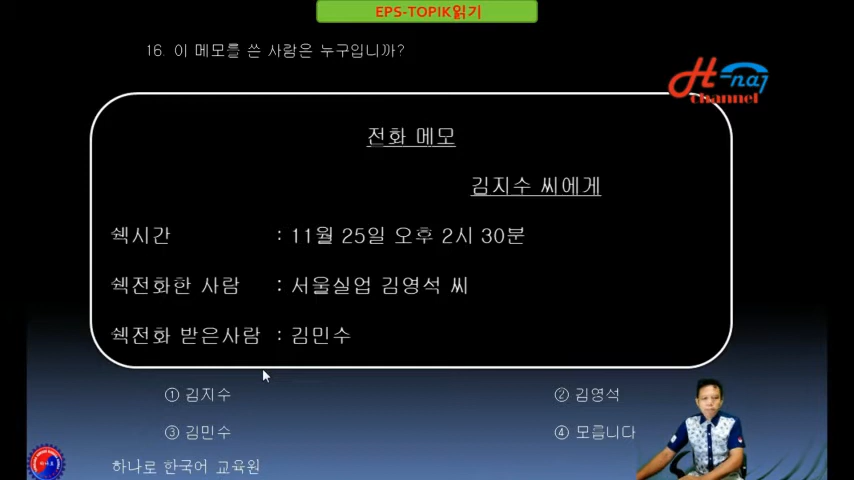 EPS-TOPIK읽기
16. 이 메모를 쓴 사람은 누구입니까?
H-naj
channel
전화 메모
김지수 씨에게
쉑시간 : 11월 25일 오후 2시 30분
쉑전화한 사람 : 서울실업 김영석 씨
쉑전화 받은사람 : 김민수
① 김지수 ② 김영석
③ 김민수 ④ 모릅니다
하나로 한국어 교육원